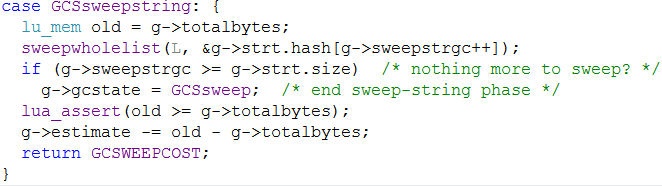 case GCSsweepstring: {
  lu_mem old = g->totalbytes;
  sweepwholelist(L, &g->strt.hash[g->sweepstrgc++]);
  if (g->sweepstrgc >= g->strt.size)  /* nothing more to sweep? */
    g->gcstate = GCSsweep;  /* end sweep-string phase */
  lua_assert(old >= g->totalbytes);
  g->estimate -= old - g->totalbytes;
  return GCSWEEPCOST;
}